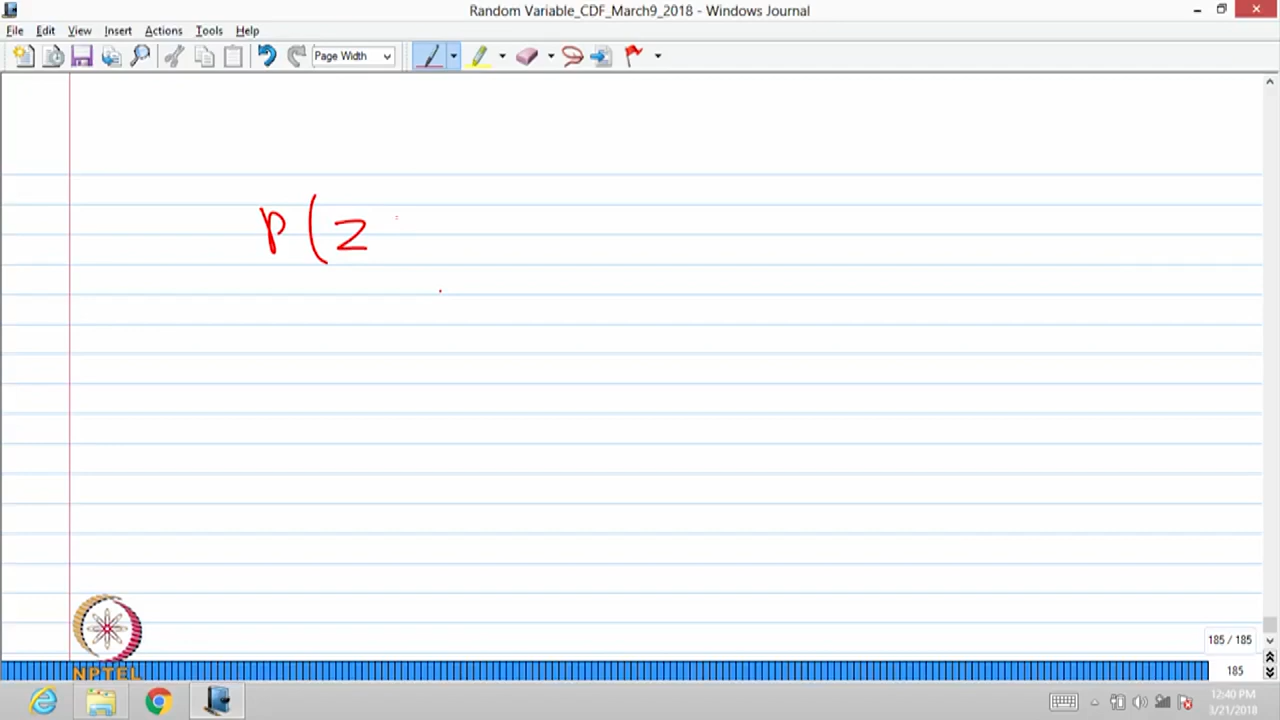 Random Variable_CDF_March9_2018 - Windows Journal
File Edit View Insert Actions Tools Help
Page Width
P(Z
185 / 185
185
NPTEL
12:40 PM
3/21/2018